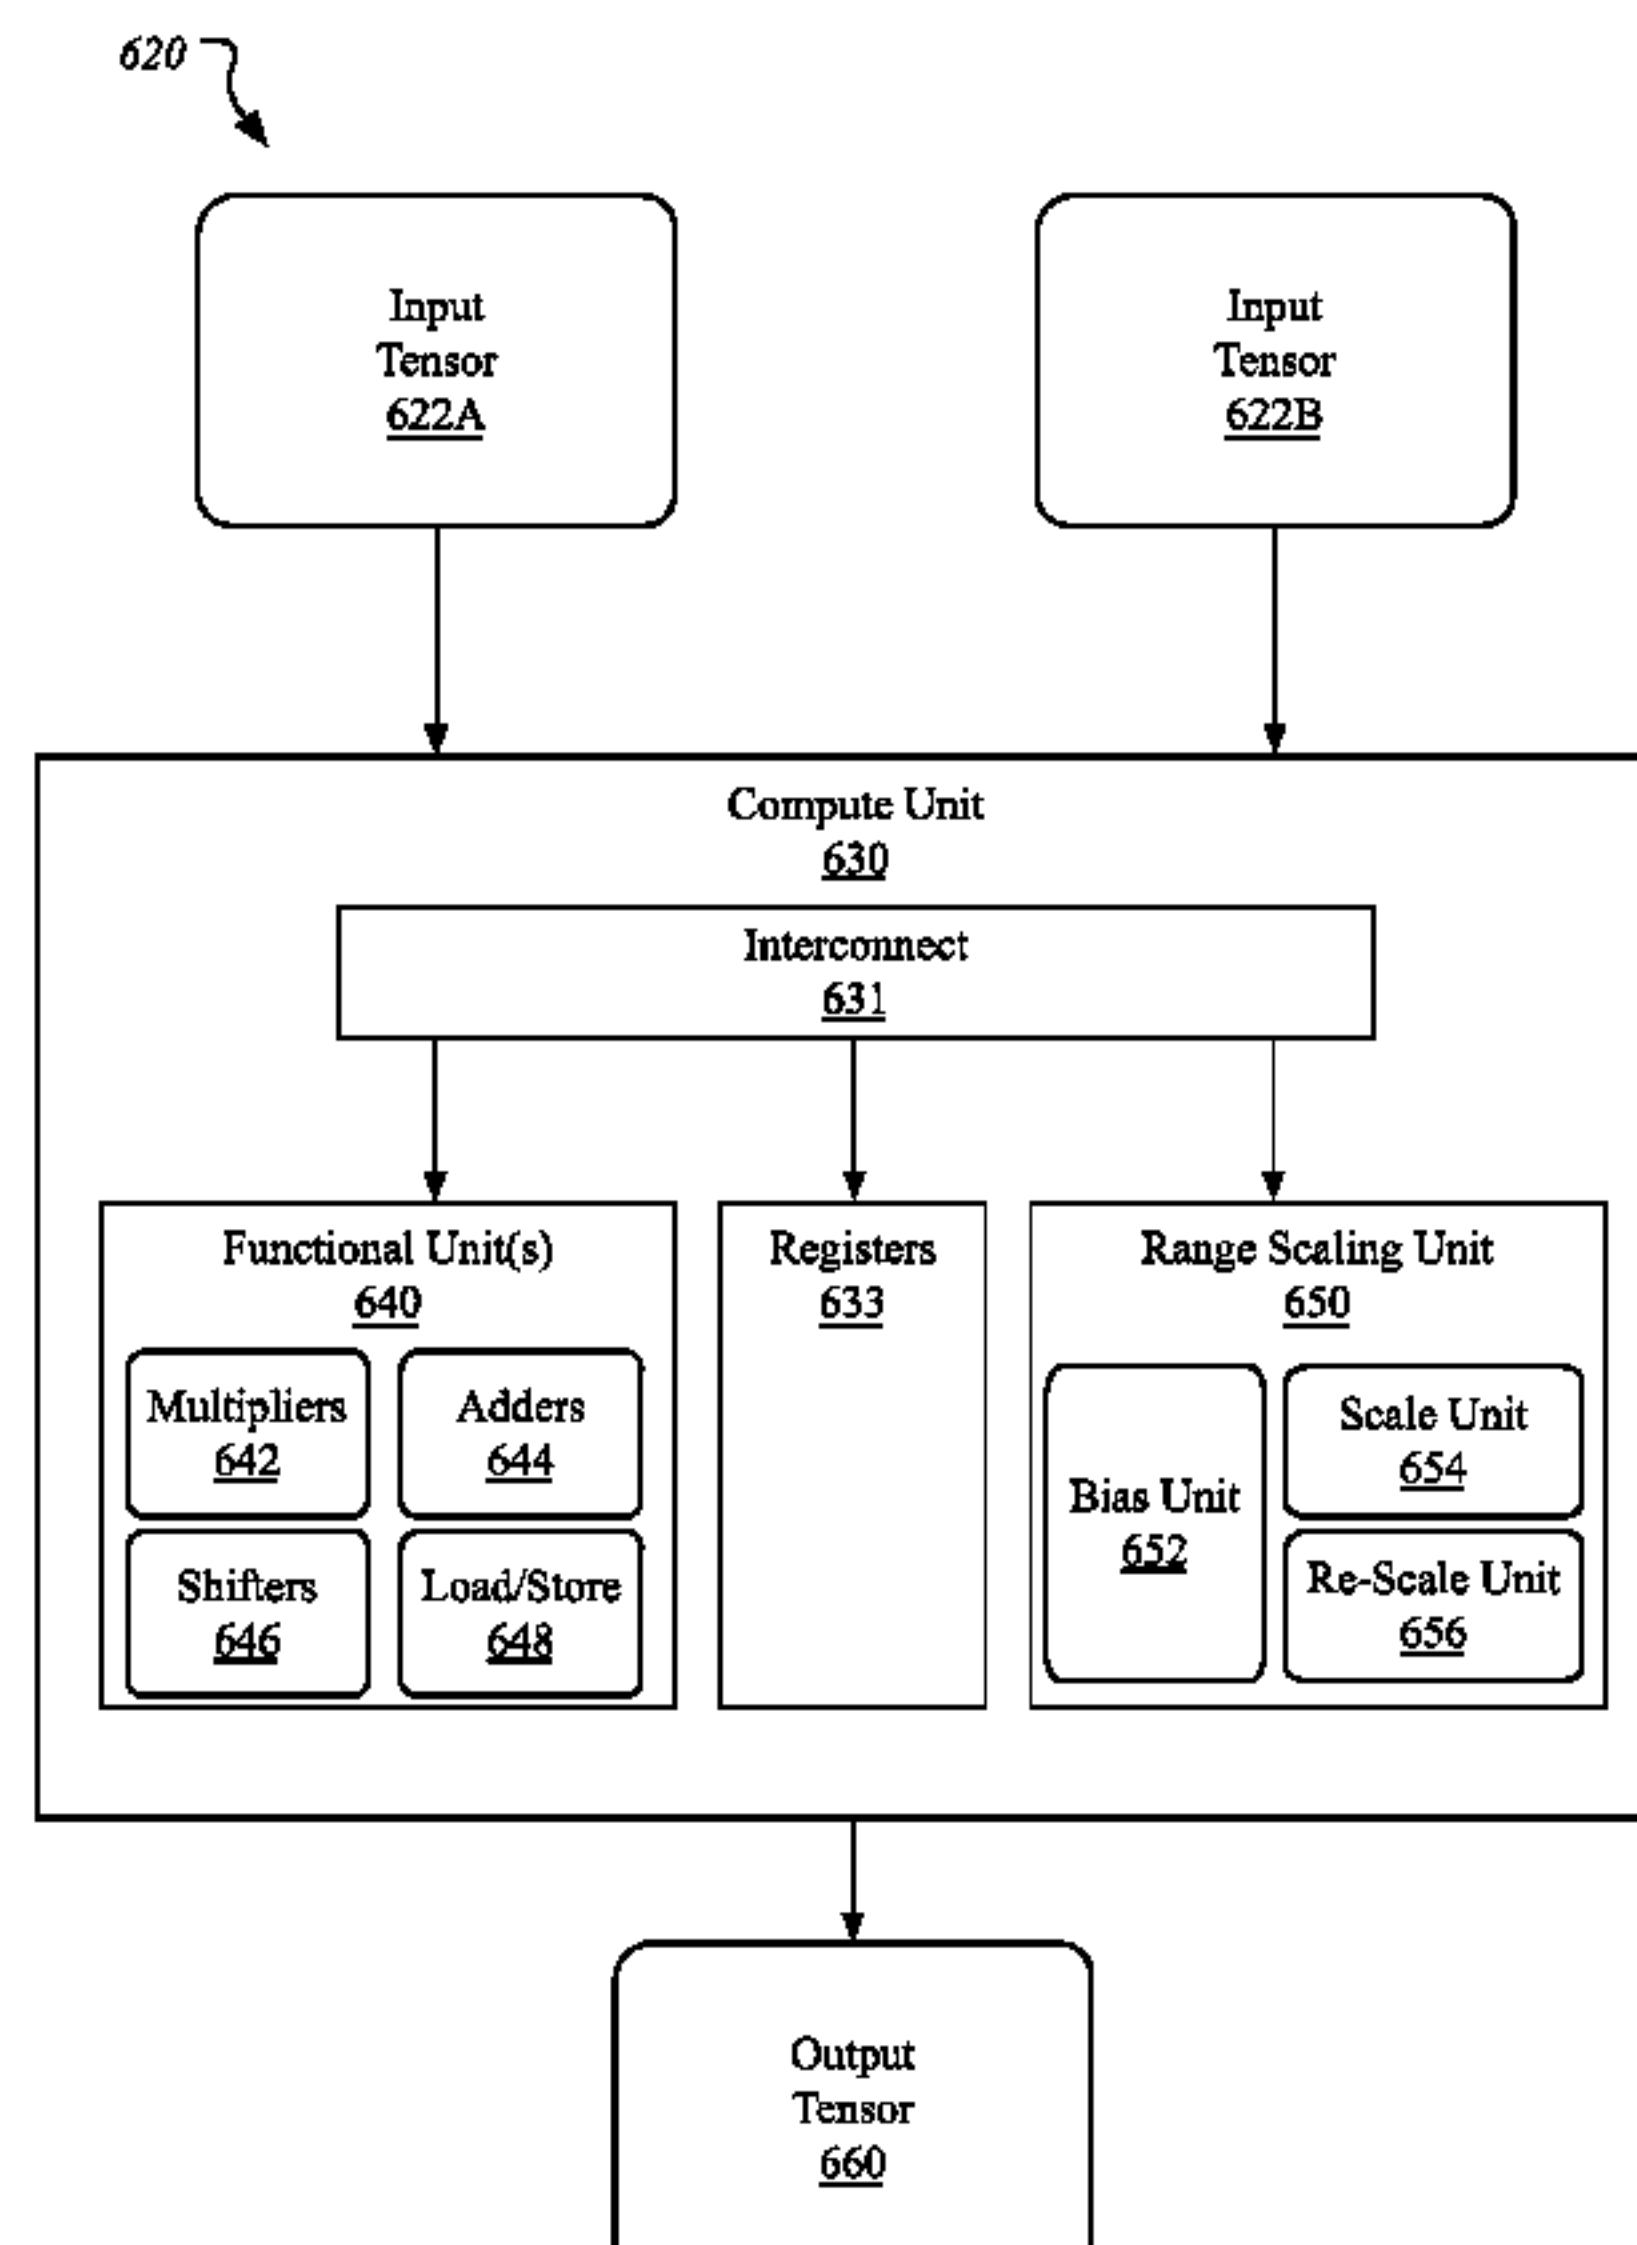 620
Input
Tensor
622A
Input
Tensor
622B
Compute Unit
630
Interconnect
631
Functional Unit(s)
640
Multipliers
642
Adders
644
Shifters
646
Load/Store
648
Registers
633
Range Scaling Unit
650
Bias Unit
652
Scale Unit
654
Re-Scale Unit
656
Output
Tensor
660